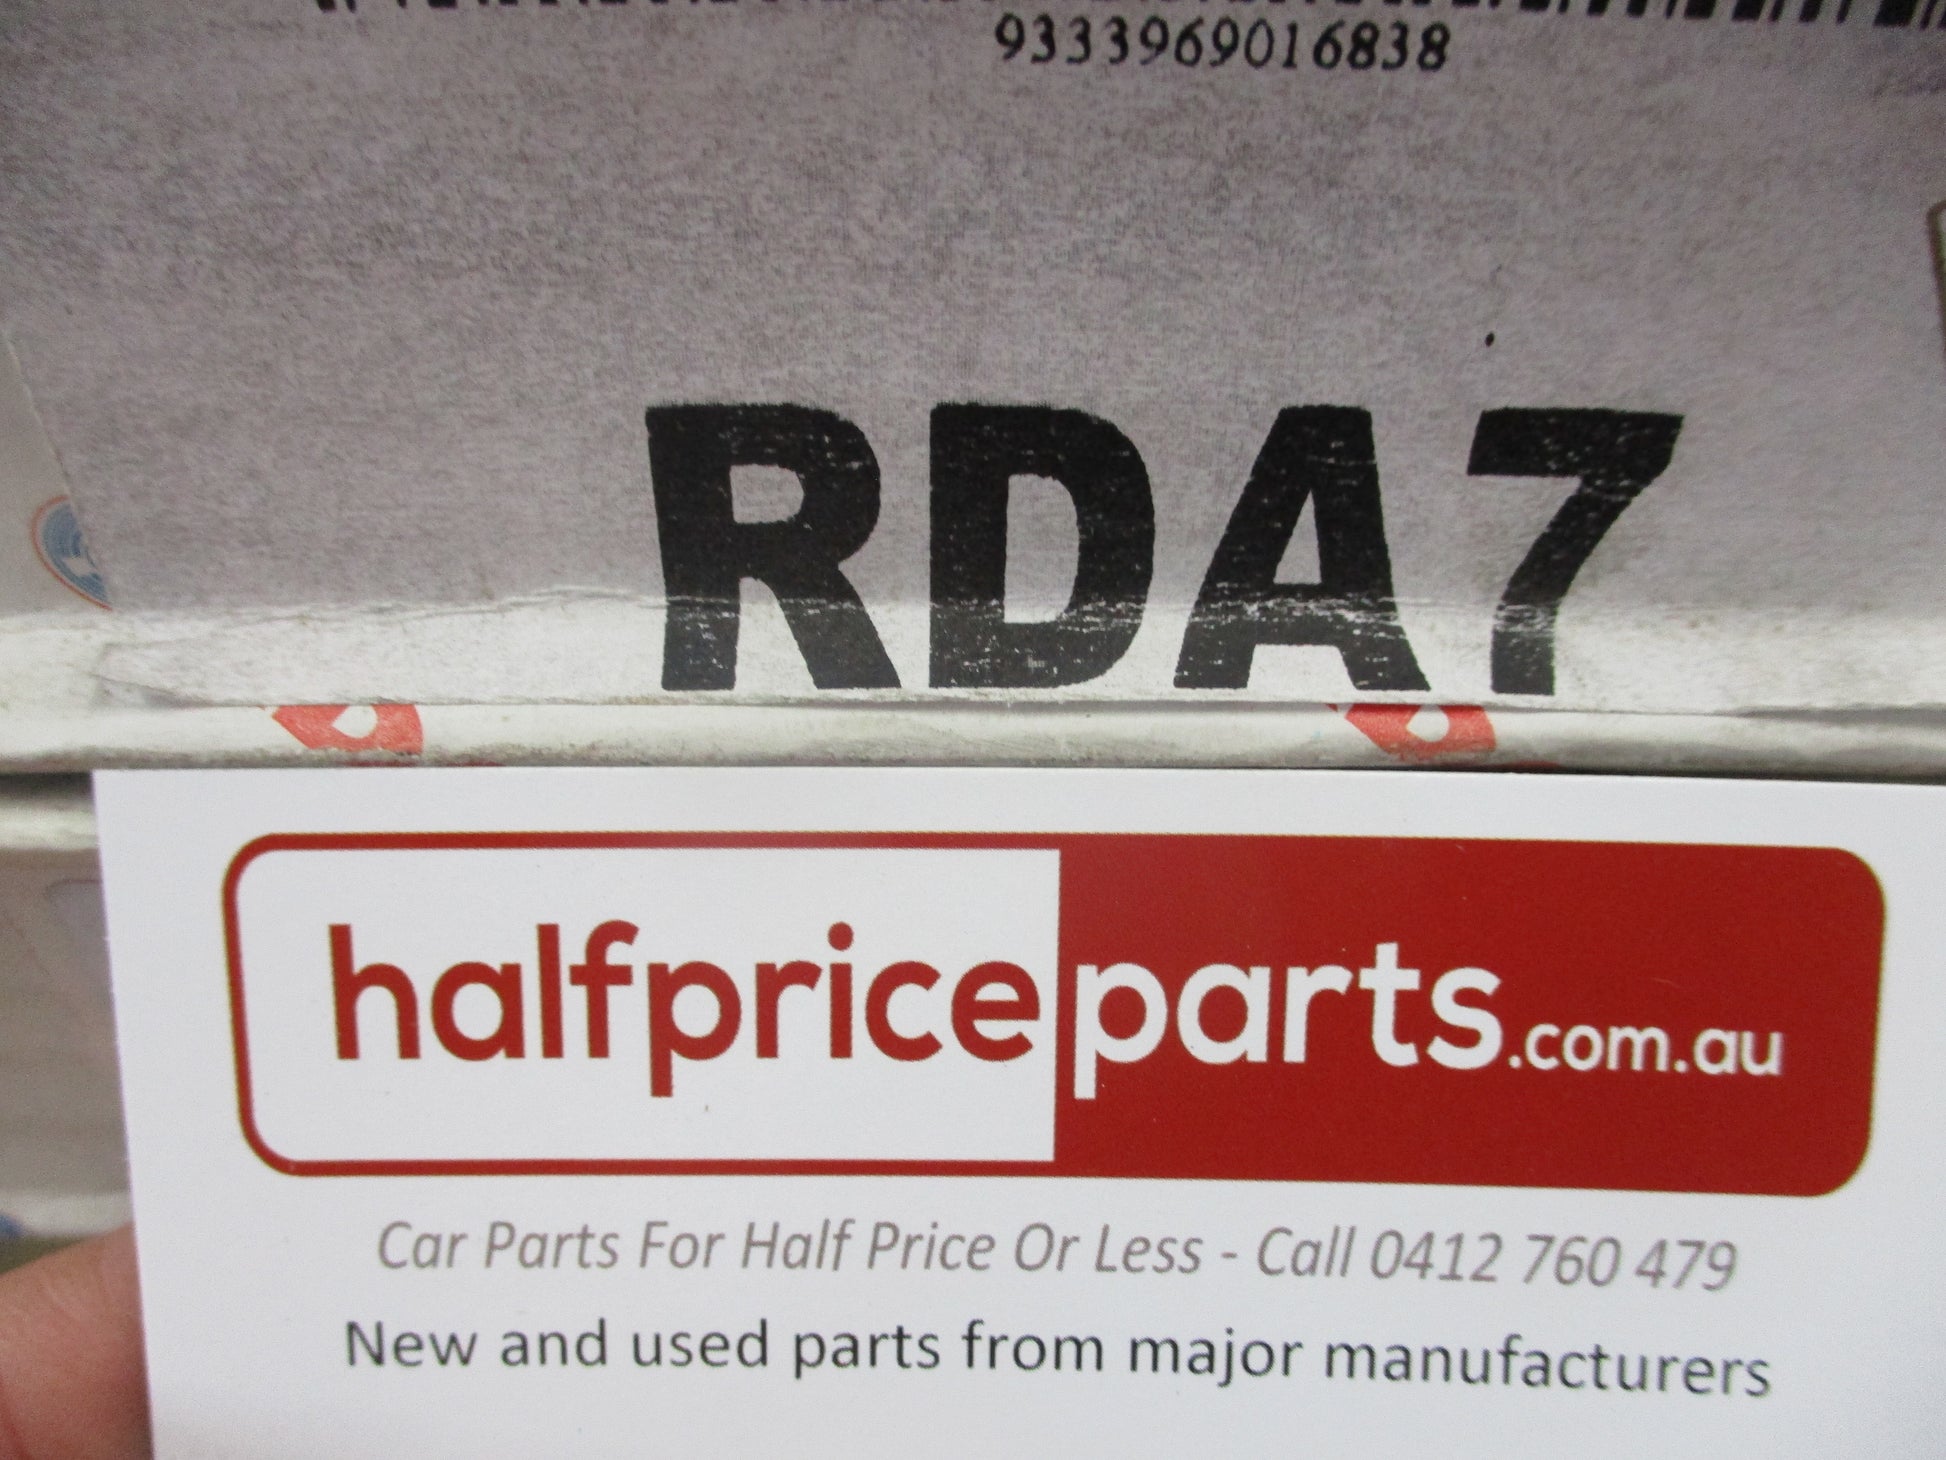 9333969016838
RDA7
halfpriceparts.com.au
Car Parts For Half Price Or Less - Call 0412 760 479
New and used parts from major manufacturers